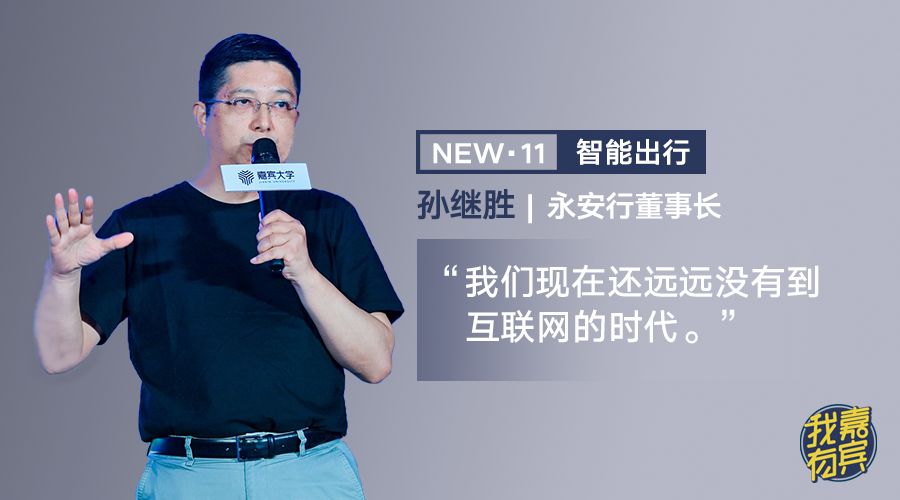 嘉宾大学
JIABIN UNIVERSITY
NEW·11 智能出行
孙继胜 | 永安行董事长
“我们现在还远远没有到
互联网的时代。”
我有嘉宾